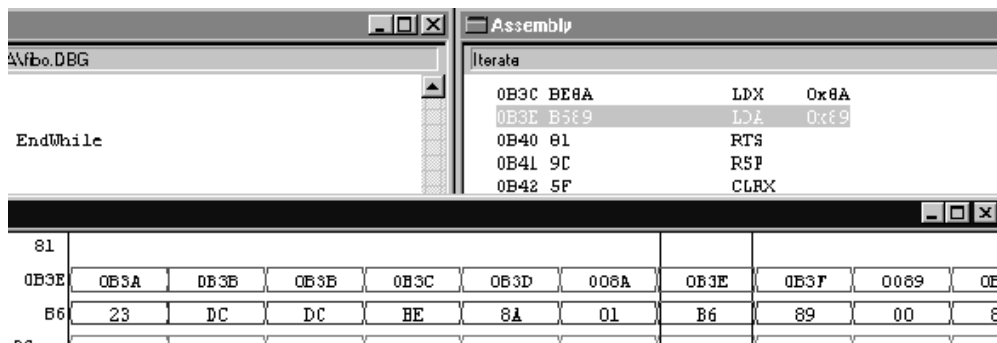 Assembly
A\fibo.DBG
Iterate
0B3C BE8A LDX 0x8A
0B3E B689 LDA 0x89
EndWhile
0B40 81 RTS
0B41 9C RSP
0B42 5F CLRX
81
0B3E 0B3A 0B3B 0B3B 0B3C 0B3D 008A 0B3E 0B3F 0089
B6 23 DC DC BE 8A 01 B6 89 00